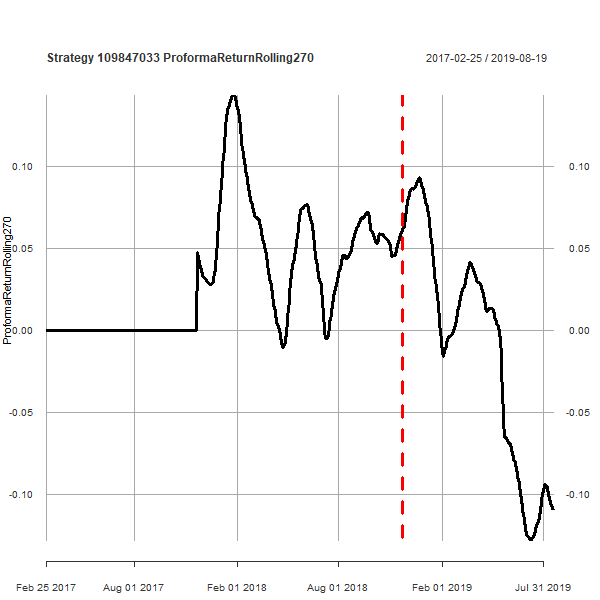 Strategy 109847033 ProformaReturnRolling270
2017-02-25 / 2019-08-19
ProformaReturnRolling270
0.10
0.05
0.00
-0.05
-0.10
0.10
0.05
0.00
-0.05
-0.10
Feb 25 2017
Aug 01 2017
Feb 01 2018
Aug 01 2018
Feb 01 2019
Jul 31 2019